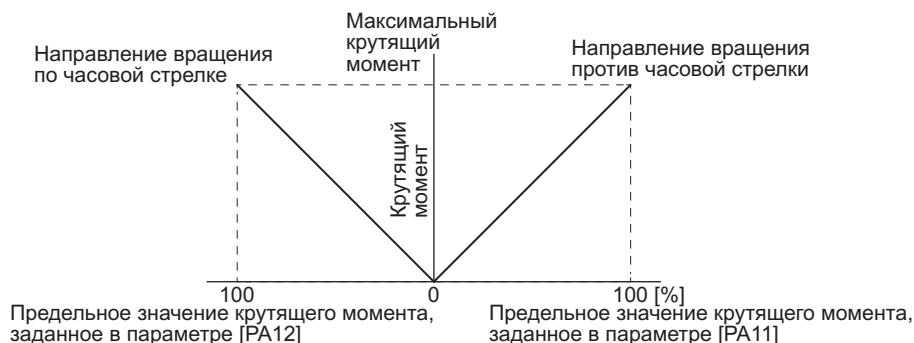 Максимальный
крутящий
момент
Направление вращения
по часовой стрелке
Направление вращения
против часовой стрелки
Крутящий
момент
100
0
100 [%]
Предельное значение крутящего момента,
заданное в параметре [PA12]
Предельное значение крутящего момента,
заданное в параметре [PA11]